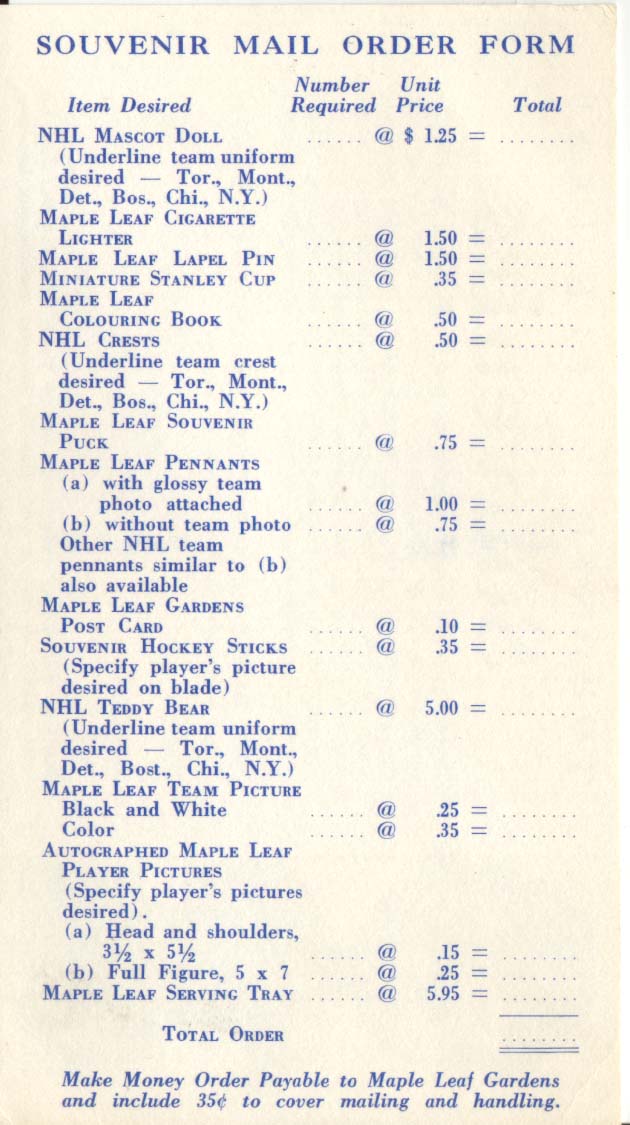 SOUVENIR MAIL ORDER FORM
Item Desired Number Required Unit Price Total
NHL MASCOT DOLL ...... @ $ 1.25 = ........
(Underline team uniform
desired — Tor., Mont.,
Det., Bos., Chi., N.Y.)
MAPLE LEAF CIGARETTE
LIGHTER ...... @ 1.50 = ........
MAPLE LEAF LAPEL PIN ...... @ 1.50 = ........
MINIATURE STANLEY CUP ...... @ .35 = ........
MAPLE LEAF
COLOURING BOOK ...... @ .50 = ........
NHL CRESTS ...... @ .50 = ........
(Underline team crest
desired — Tor., Mont.,
Det., Bos., Chi., N.Y.)
MAPLE LEAF SOUVENIR
PUCK ...... @ .75 = ........
MAPLE LEAF PENNANTS
(a) with glossy team
photo attached ...... @ 1.00 = ........
(b) without team photo ...... @ .75 = ........
Other NHL team
pennants similar to (b)
also available
MAPLE LEAF GARDENS
POST CARD ...... @ .10 = ........
SOUVENIR HOCKEY STICKS ...... @ .35 = ........
(Specify player's picture
desired on blade)
NHL TEDDY BEAR ...... @ 5.00 = ........
(Underline team uniform
desired — Tor., Mont.,
Det., Bost., Chi., N.Y.)
MAPLE LEAF TEAM PICTURE
Black and White ...... @ .25 = ........
Color ...... @ .35 = ........
AUTOGRAPHED MAPLE LEAF
PLAYER PICTURES
(Specify player's pictures
desired).
(a) Head and shoulders,
3½ x 5½ ...... @ .15 = ........
(b) Full Figure, 5 x 7 ...... @ .25 = ........
MAPLE LEAF SERVING TRAY ...... @ 5.95 = ........
TOTAL ORDER ........
Make Money Order Payable to Maple Leaf Gardens
and include 35¢ to cover mailing and handling.